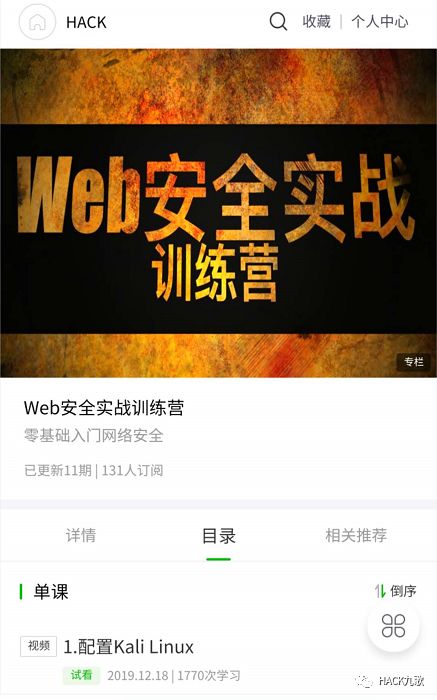 HACK
收藏 | 个人中心
Web安全实战
训练营
专栏
Web安全实战训练营
零基础入门网络安全
已更新11期 | 131人订阅
详情 目录 相关推荐
单课 倒序
视频 1.配置Kali Linux
试看 2019.12.18 | 1770次学习
HACK九歌